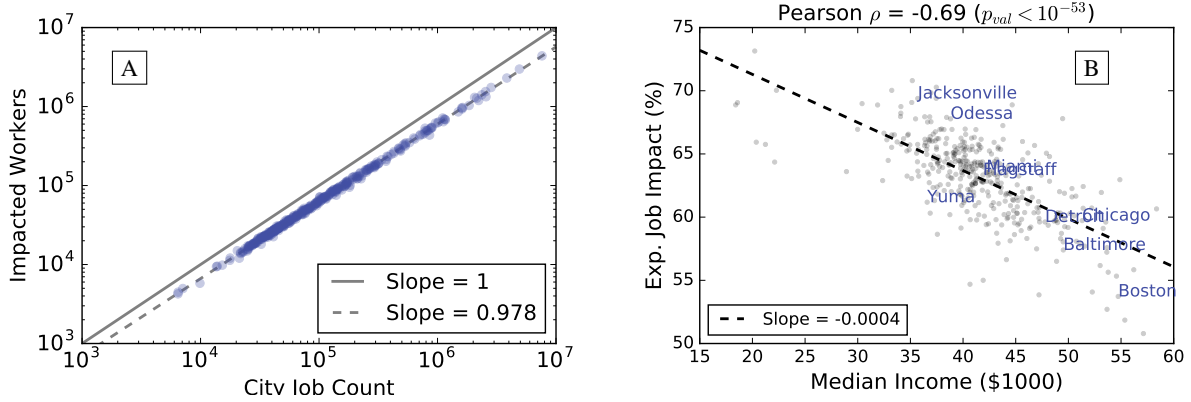 A
Impacted Workers
10^7
10^6
10^5
10^4
10^3
Slope = 1
Slope = 0.978
10^3 10^4 10^5 10^6 10^7
City Job Count
Pearson ρ = -0.69 (p_val < 10^-53)
B
Exp. Job Impact (%)
75
70
65
60
55
50
Jacksonville
Odessa
Miami
Flagstaff
Yuma
Detroit
Chicago
Baltimore
Boston
Slope = -0.0004
15 20 25 30 35 40 45 50 55 60
Median Income ($1000)